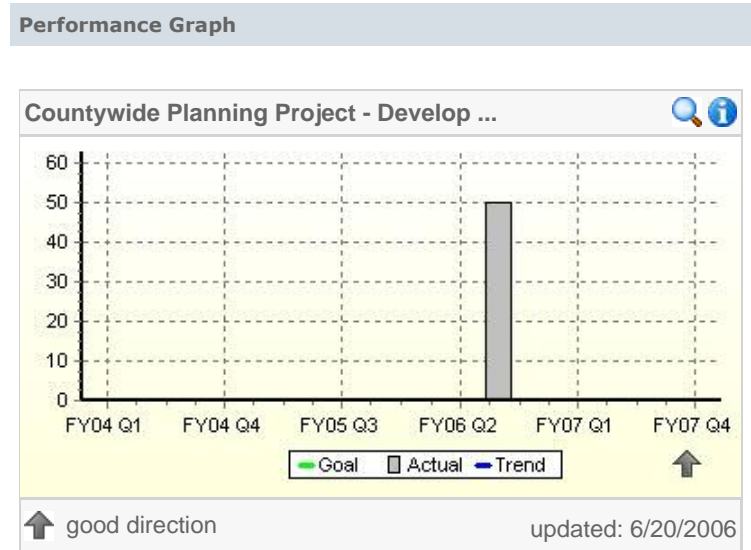 Performance Graph
Countywide Planning Project - Develop ...
60
50
40
30
20
10
0
FY04 Q1 FY04 Q4 FY05 Q3 FY06 Q2 FY07 Q1 FY07 Q4
Goal Actual Trend
good direction updated: 6/20/2006